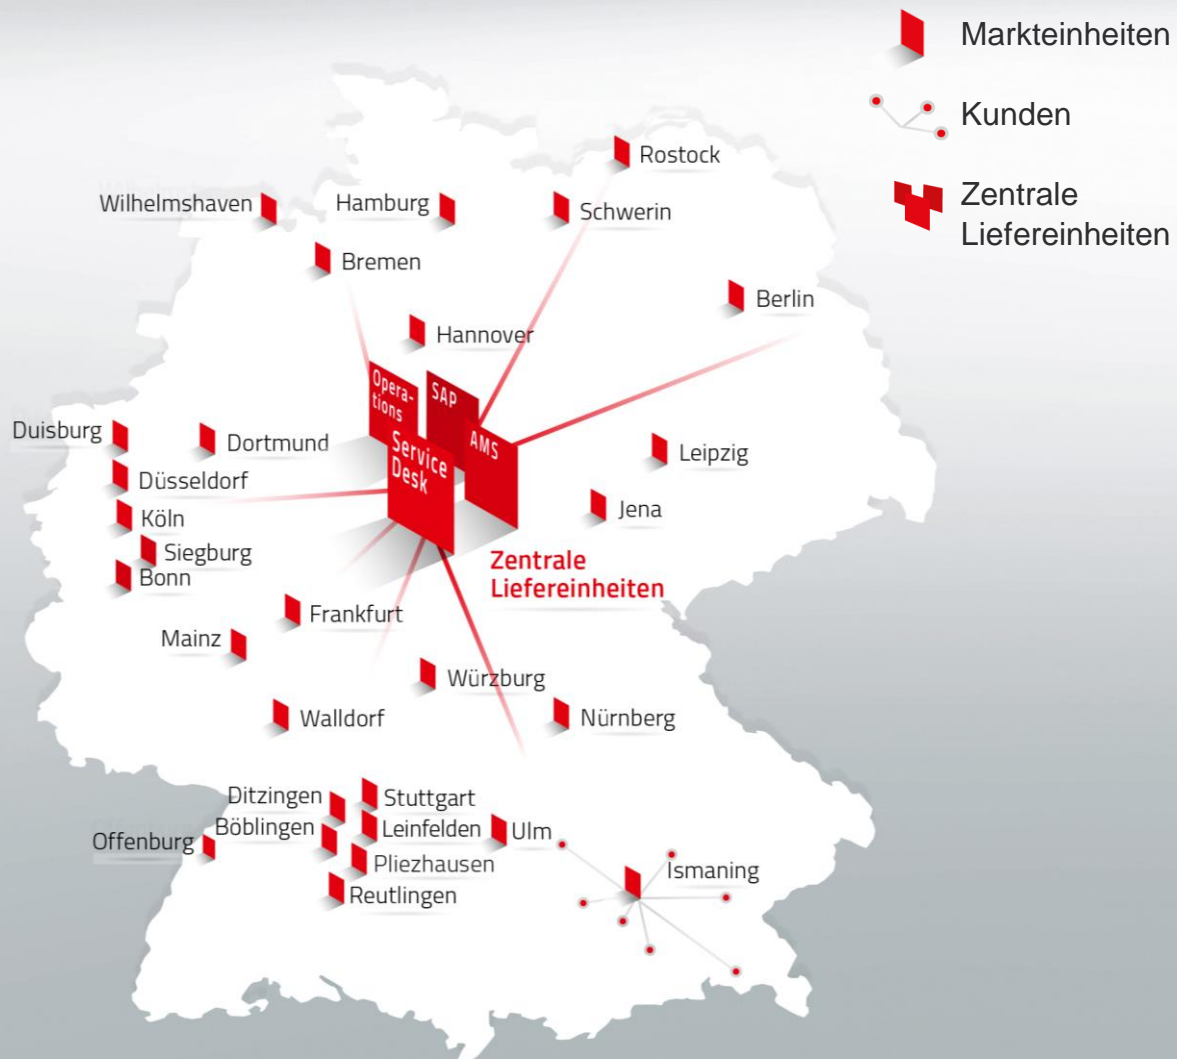 Markteinheiten
Kunden
Zentrale
Liefereinheiten
Rostock
Wilhelmshaven
Hamburg
Schwerin
Bremen
Berlin
Hannover
Opera-
tions
SAP
AMS
Service
Desk
Duisburg
Dortmund
Leipzig
Düsseldorf
Jena
Köln
Siegburg
Bonn
Zentrale
Liefereinheiten
Frankfurt
Mainz
Würzburg
Walldorf
Nürnberg
Ditzingen
Stuttgart
Böblingen
Leinfelden
Ulm
Offenburg
Pliezhausen
Ismaning
Reutlingen